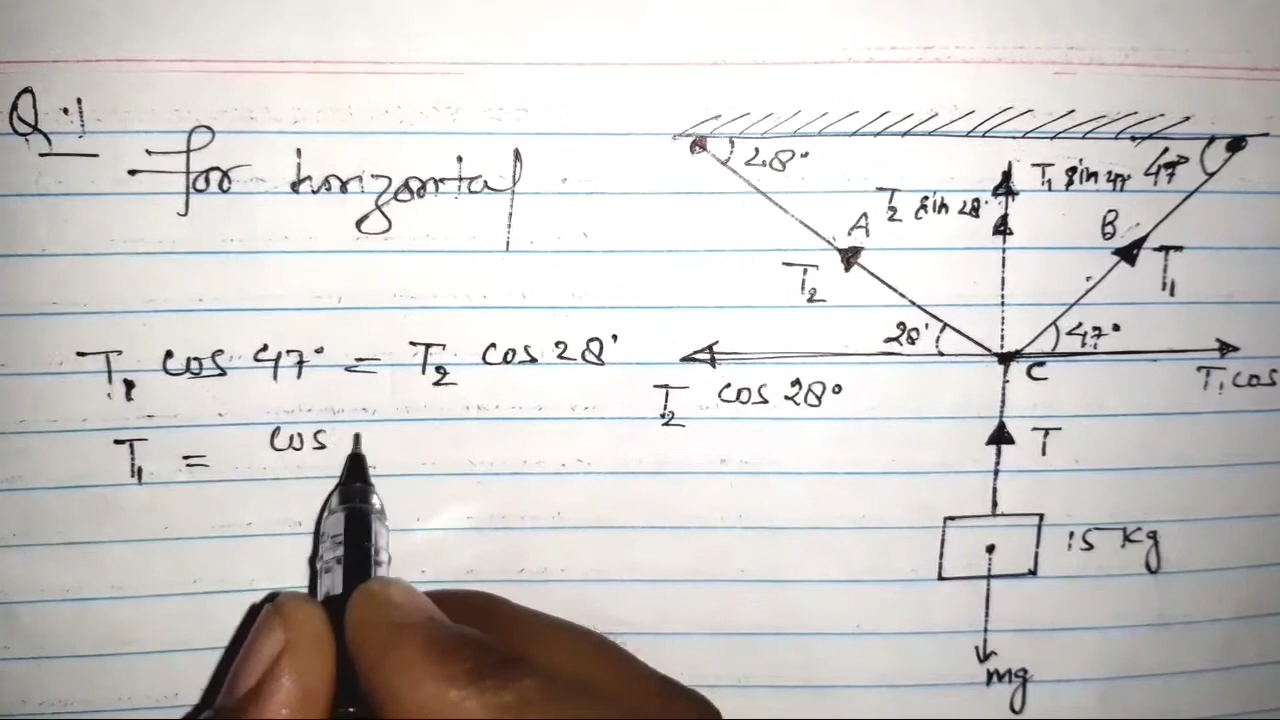 Q:1
For horizontal
T₁ cos 47° = T₂ cos 28°
T₁ = cos
28°
47°
T₁ sin 47°
T₂ sin 28°
A
B
T₂
T₁
28°
47°
C
T₂ cos 28°
T₁ cos
T
15 Kg
mg